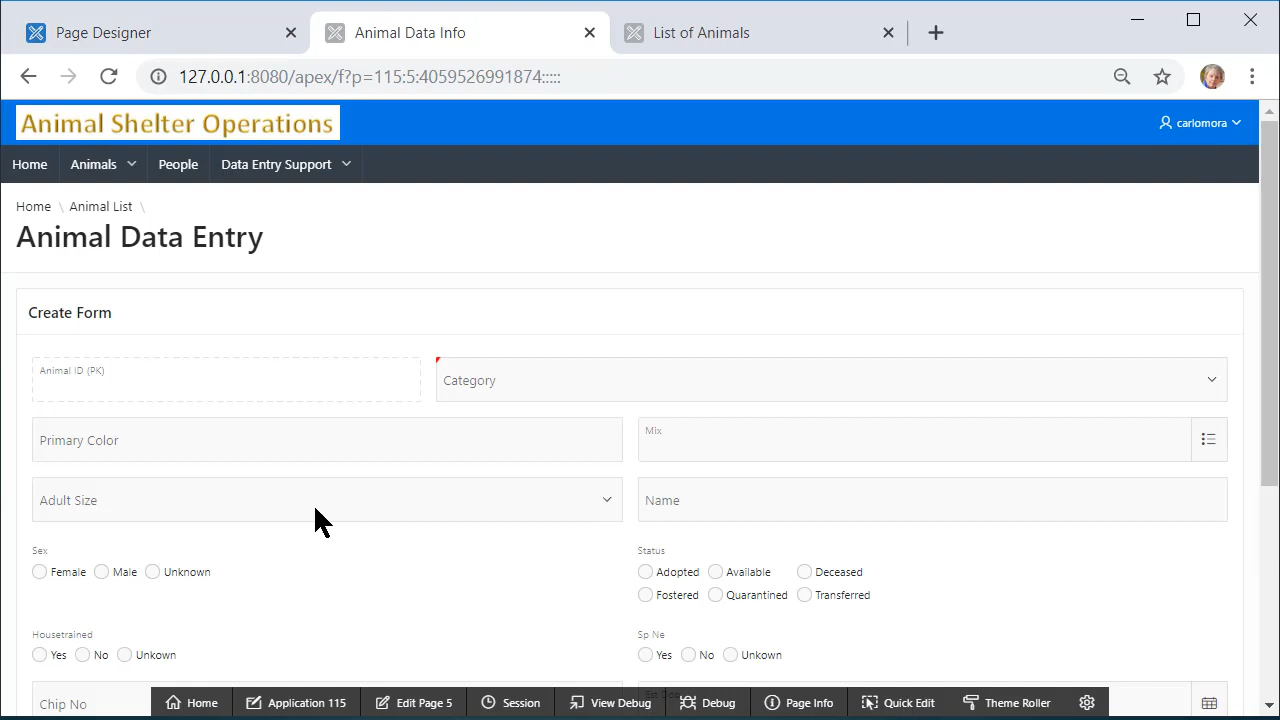 Page Designer
Animal Data Info
List of Animals
127.0.0.1:8080/apex/f?p=115:5:4059526991874:::::
Animal Shelter Operations
carlomora
Home
Animals
People
Data Entry Support
Home \ Animal List \
Animal Data Entry
Create Form
Animal ID (PK)
Category
Primary Color
Mix
Adult Size
Name
Sex
Female Male Unknown
Status
Adopted Available Deceased
Fostered Quarantined Transferred
Housetrained
Yes No Unkown
Sp Ne
Yes No Unkown
Chip No
Home
Application 115
Edit Page 5
Session
View Debug
Debug
Page Info
Quick Edit
Theme Roller